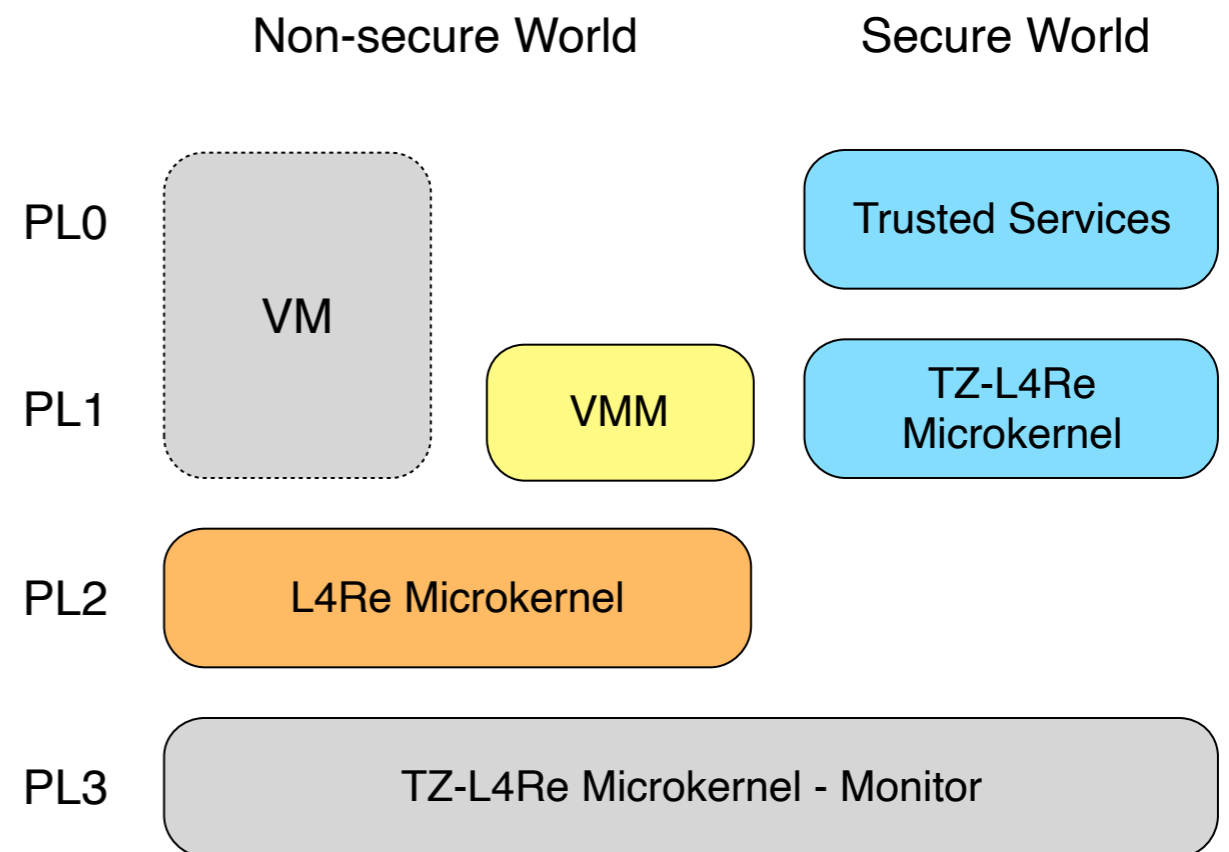 Non-secure World
Secure World
PL0
VM
Trusted Services
PL1
VMM
TZ-L4Re
Microkernel
PL2
L4Re Microkernel
PL3
TZ-L4Re Microkernel - Monitor